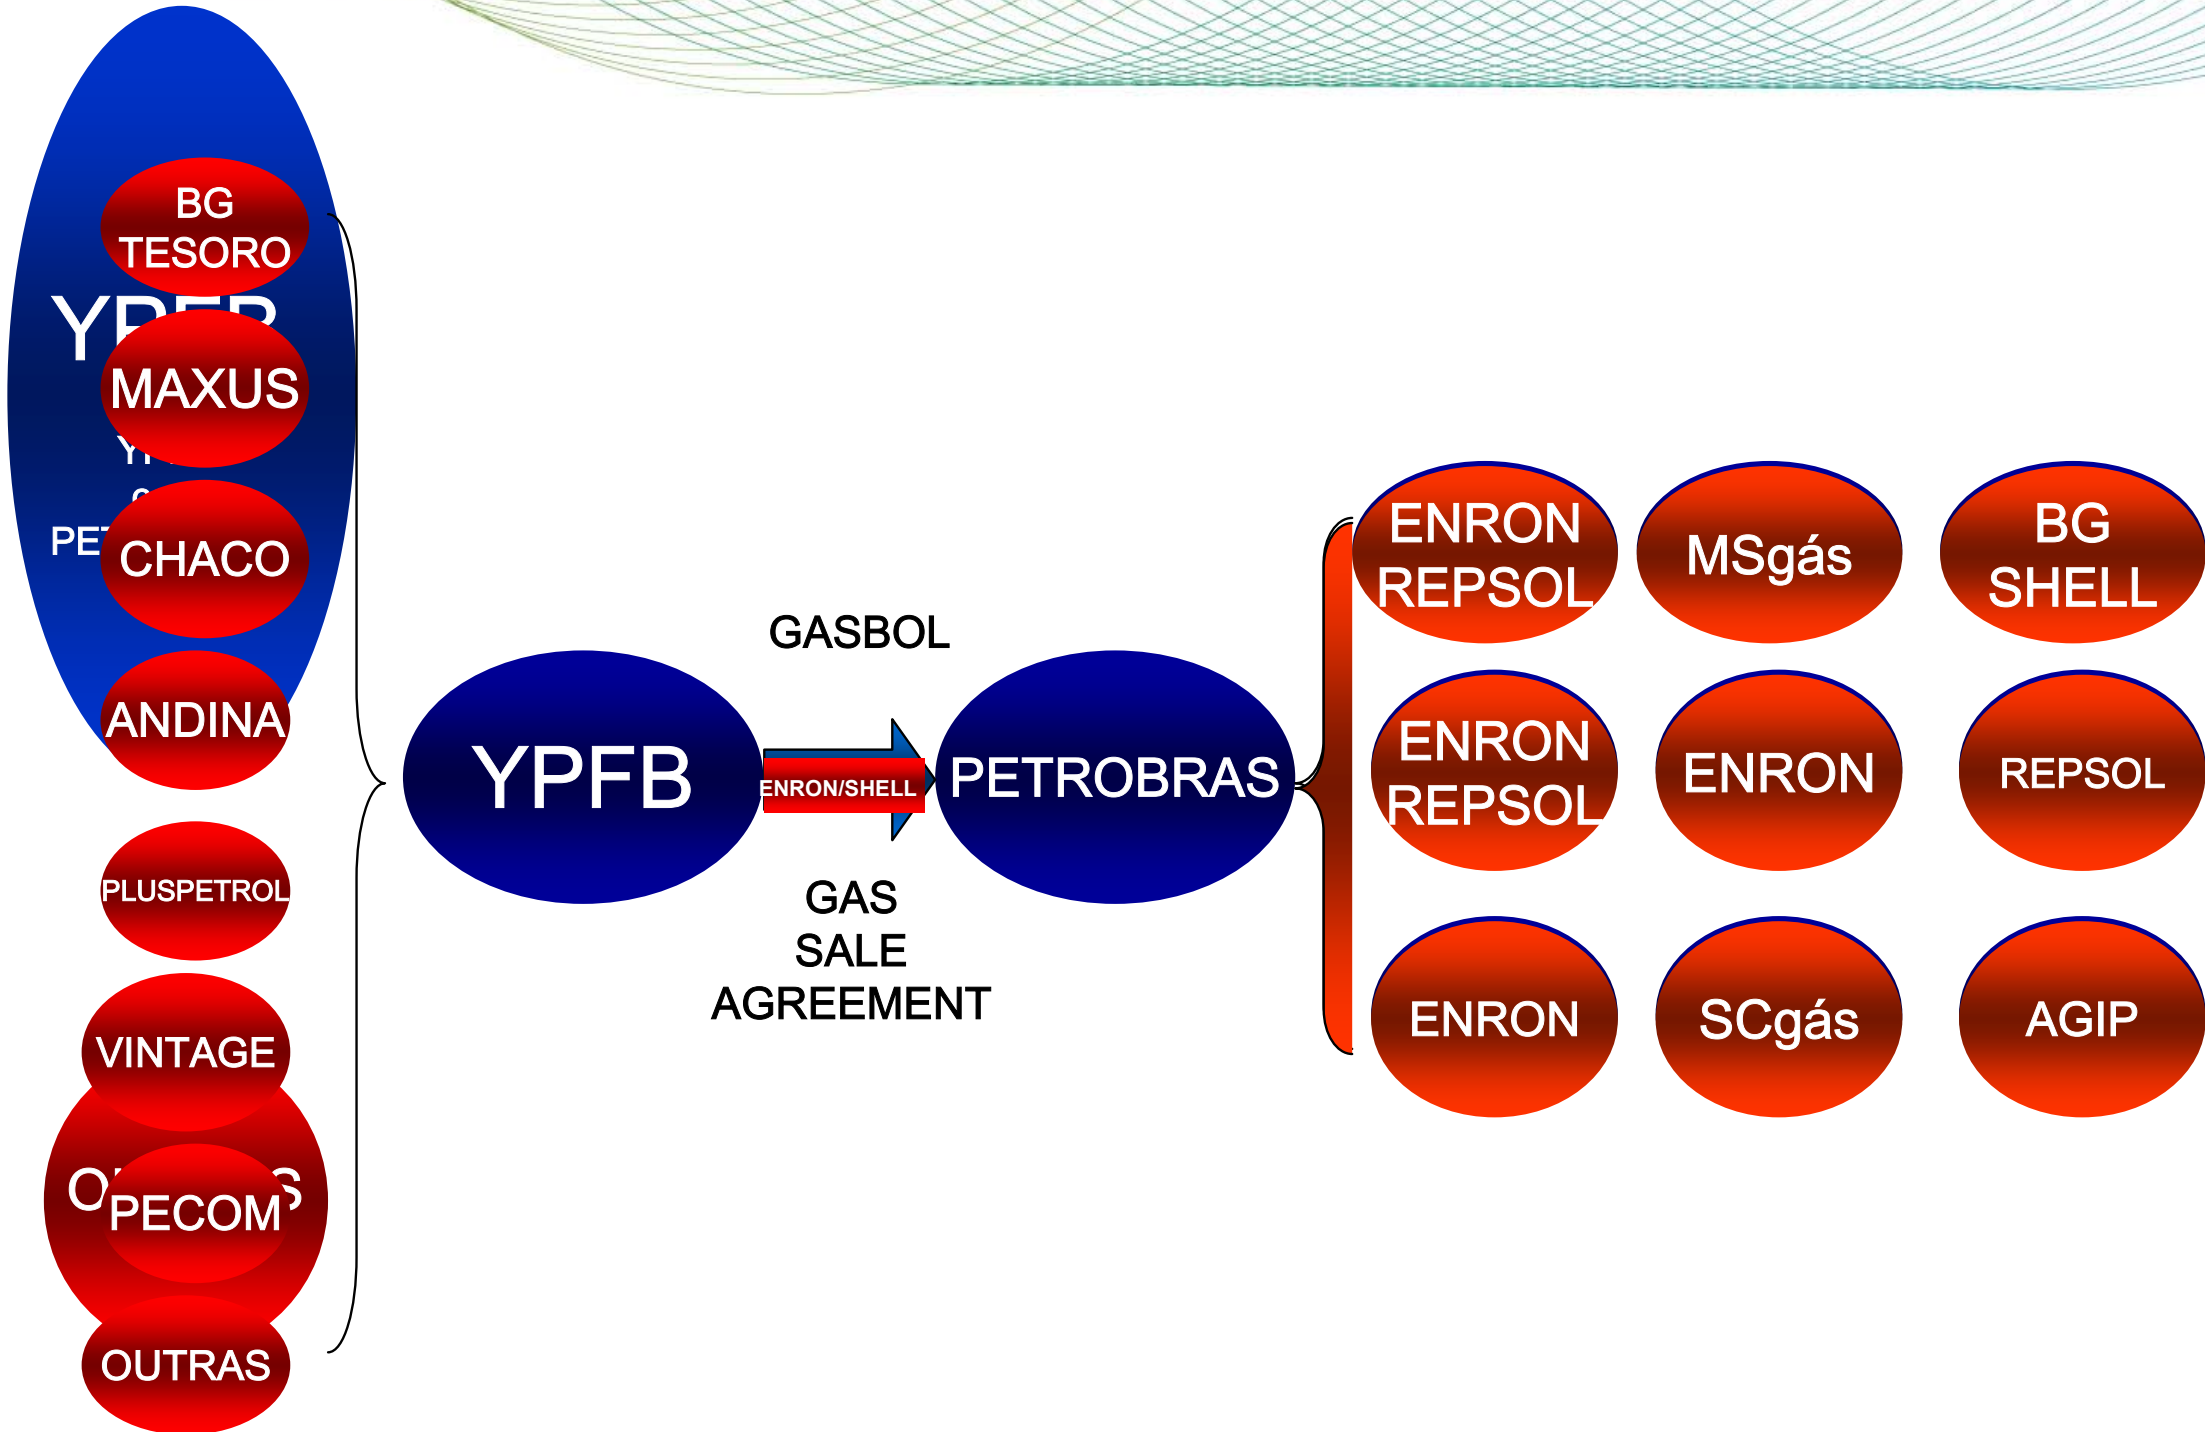 BG
TESORO
MAXUS
CHACO
ANDINA
PLUSPETROL
VINTAGE
PECOM
OUTRAS
YPFB
GASBOL
ENRON/SHELL
GAS
SALE
AGREEMENT
PETROBRAS
ENRON
REPSOL
MSgás
BG
SHELL
ENRON
REPSOL
ENRON
REPSOL
ENRON
SCgás
AGIP